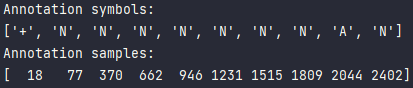 Annotation symbols:
['+', 'N', 'N', 'N', 'N', 'N', 'N', 'N', 'A', 'N']
Annotation samples:
[  18   77  370  662  946 1231 1515 1809 2044 2402]